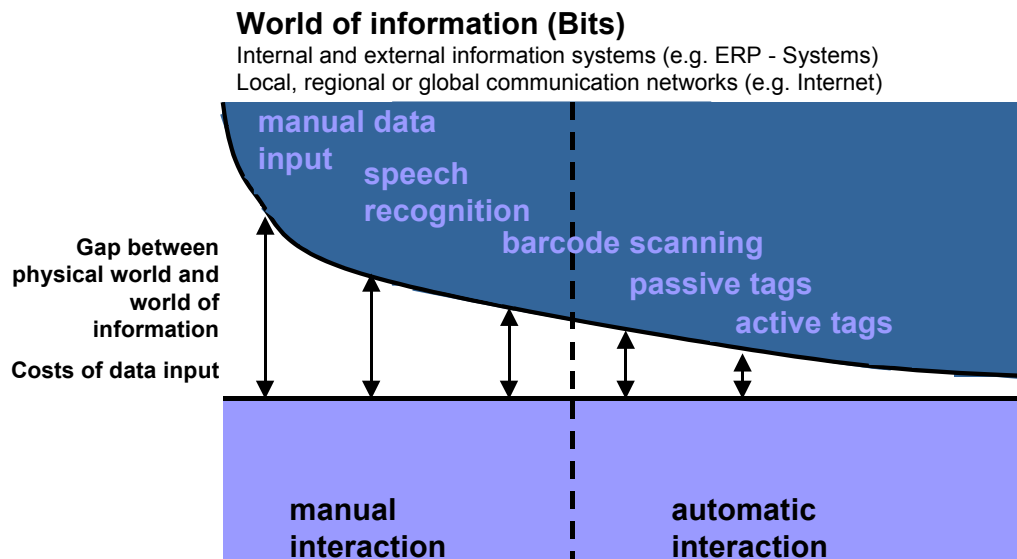 World of information (Bits)
Internal and external information systems (e.g. ERP - Systems)
Local, regional or global communication networks (e.g. Internet)
manual data
input
speech
recognition
barcode scanning
passive tags
active tags
Gap between
physical world and
world of
information
Costs of data input
manual
interaction
automatic
interaction